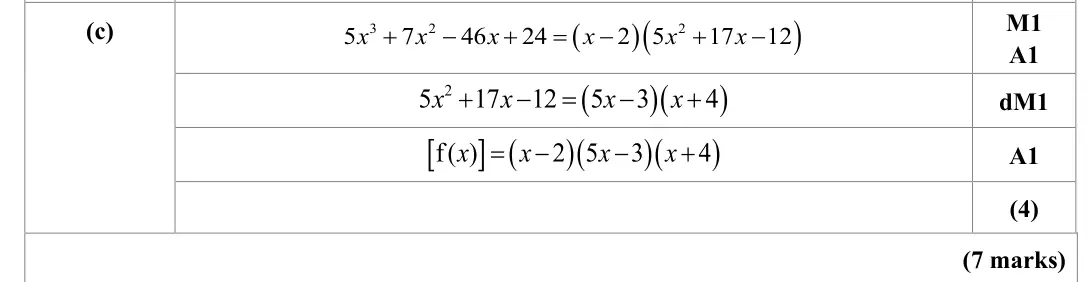 (c) 5x³ + 7x² − 46x + 24 = (x − 2)(5x² + 17x − 12) M1
A1
5x² + 17x − 12 = (5x − 3)(x + 4) dM1
[f(x)] = (x − 2)(5x − 3)(x + 4) A1
(4)
(7 marks)